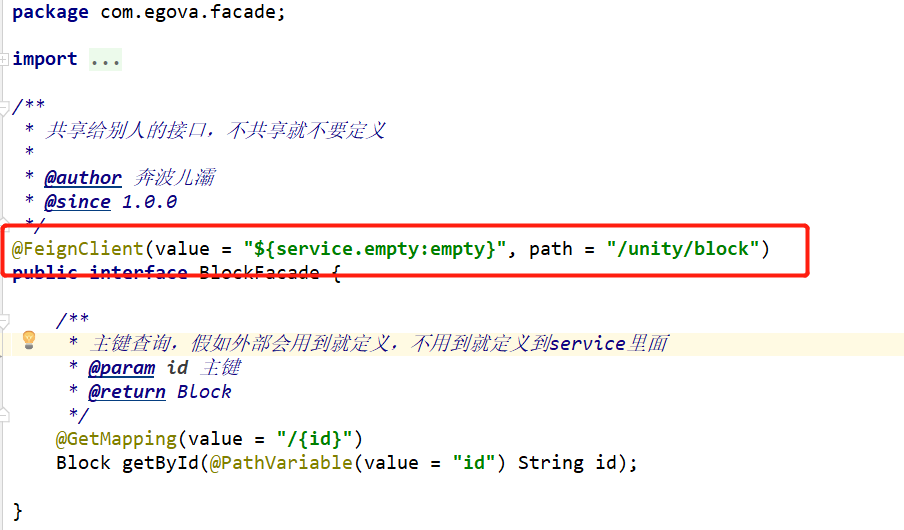 package com.egova.facade;
import ...
/**
* 共享给别人的接口，不共享就不要定义
*
* @author 奔波儿灞
* @since 1.0.0
*/
@FeignClient(value = "${service.empty:empty}", path = "/unity/block")
public interface BlockFacade {
/**
* 主键查询，假如外部会用到就定义，不用到就定义到service里面
* @param id 主键
* @return Block
*/
@GetMapping(value = "/{id}")
Block getById(@PathVariable(value = "id") String id);
}